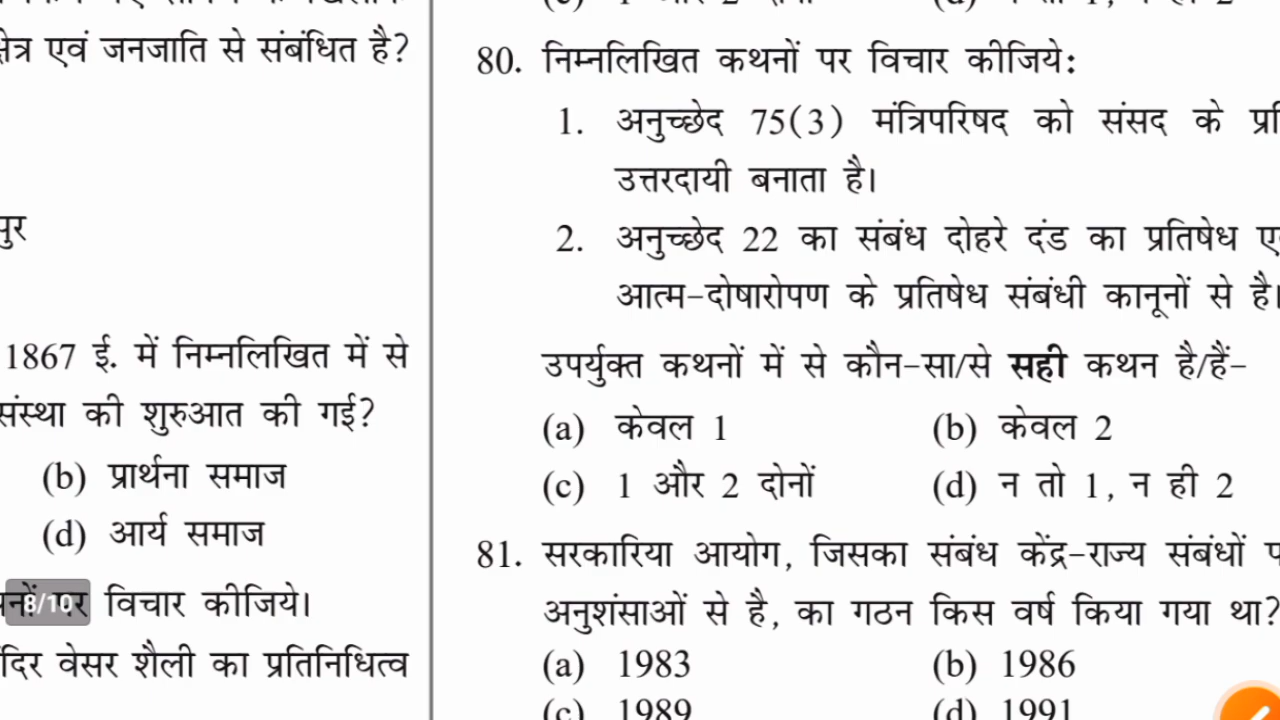 से संबंधित है?
एवं जनजाति
1867 ई. में निम्नलिखित में से
की शुरुआत की गई?
(b) प्रार्थना समाज
(d) आर्य समाज
8/10 पर विचार कीजिये।
वेसर शैली का प्रतिनिधित्व
80. निम्नलिखित कथनों पर विचार कीजिये:
1. अनुच्छेद 75(3) मंत्रिपरिषद को संसद के
उत्तरदायी बनाता है।
2. अनुच्छेद 22 का संबंध दोहरे दंड का प्रतिषेध
आत्म-दोषारोपण के प्रतिषेध संबंधी कानूनों से है।
उपर्युक्त कथनों में से कौन-सा/से सही कथन है/हैं-
(a) केवल 1 (b) केवल 2
(c) 1 और 2 दोनों (d) न तो 1, न ही 2
81. सरकारिया आयोग, जिसका संबंध केंद्र-राज्य संबंधों
अनुशंसाओं से है, का गठन किस वर्ष किया गया था?
(a) 1983 (b) 1986
(c) 1989 (d) 1991